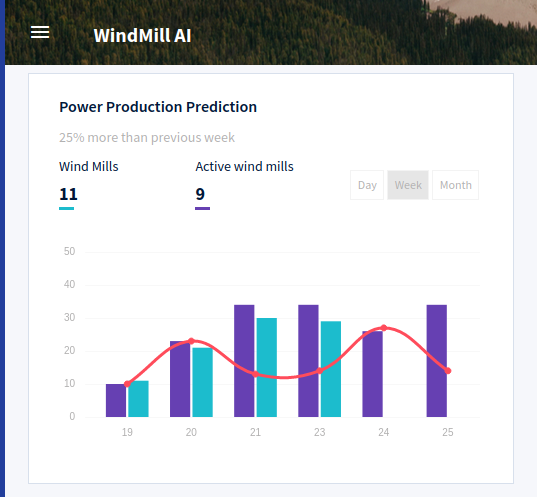 WindMill AI
Power Production Prediction
25% more than previous week
Wind Mills
Active wind mills
11
9
Day
Week
Month
50
40
30
20
10
0
19
20
21
23
24
25